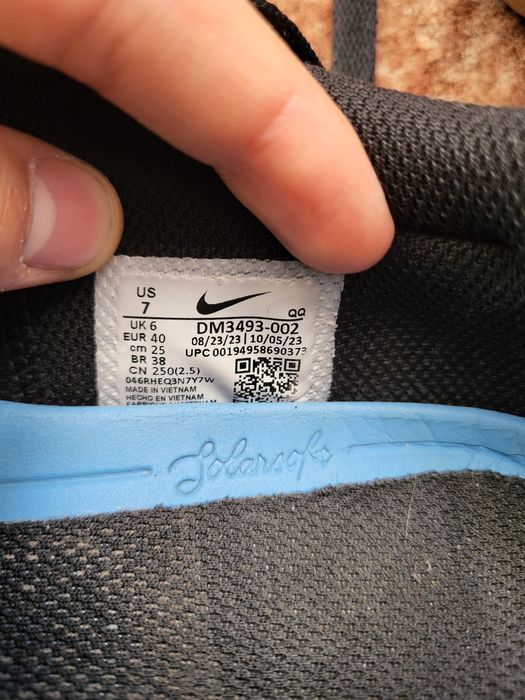 US
7
QQ
UK 6
EUR 40
cm 25
BR 38
CN 250(2.5)
DM3493-002
08/23/23 | 10/05/23
UPC 00194958690373
046RHEQ3N7Y7W
MADE IN VIETNAM
HECHO EN VIETNAM
Solarsoft